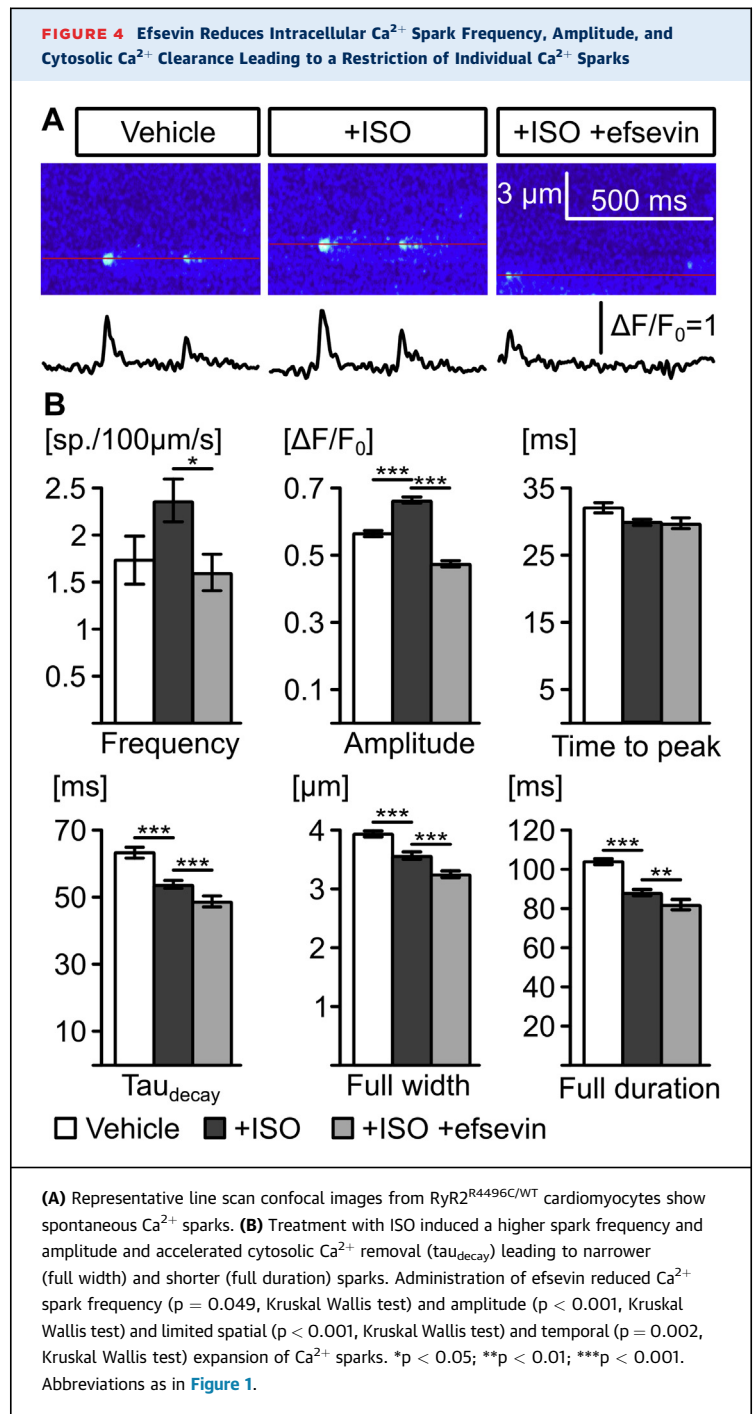 FIGURE 4 Efsevin Reduces Intracellular Ca²⁺ Spark Frequency, Amplitude, and
Cytosolic Ca²⁺ Clearance Leading to a Restriction of Individual Ca²⁺ Sparks
A
Vehicle
+ISO
+ISO +efsevin
3 µm
500 ms
ΔF/F₀=1
B
[sp./100µm/s]
*
2.5
2
1.5
1
0.5
Frequency
[ΔF/F₀]
*** ***
0.7
0.5
0.3
0.1
Amplitude
[ms]
35
25
15
5
Time to peak
[ms]
***
***
70
50
30
10
Tau_decay
[µm]
***
***
4
3
2
1
Full width
[ms]
***
**
120
100
80
60
40
20
Full duration
Vehicle +ISO +ISO +efsevin
(A) Representative line scan confocal images from RyR2^R4496C/WT cardiomyocytes show
spontaneous Ca²⁺ sparks. (B) Treatment with ISO induced a higher spark frequency and
amplitude and accelerated cytosolic Ca²⁺ removal (tau_decay) leading to narrower
(full width) and shorter (full duration) sparks. Administration of efsevin reduced Ca²⁺
spark frequency (p = 0.049, Kruskal Wallis test) and amplitude (p < 0.001, Kruskal
Wallis test) and limited spatial (p < 0.001, Kruskal Wallis test) and temporal (p = 0.002,
Kruskal Wallis test) expansion of Ca²⁺ sparks. *p < 0.05; **p < 0.01; ***p < 0.001.
Abbreviations as in Figure 1.